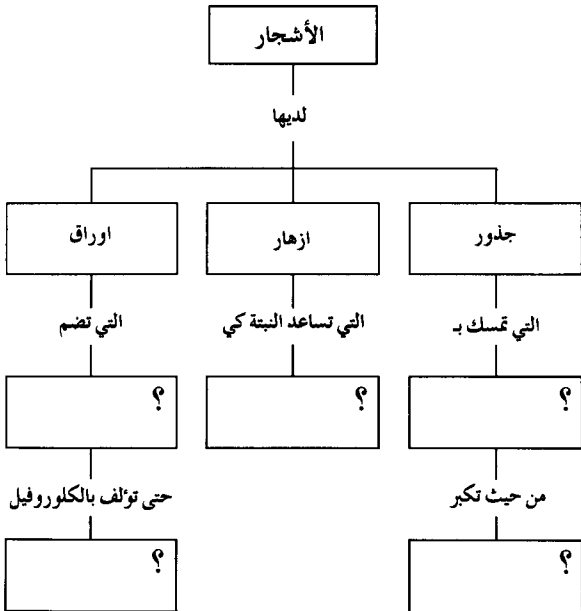 الأشجار
لديها
جذور
ازهار
اوراق
التي تمسك بـ
التي تساعد النبتة كي
التي تضم
؟
؟
؟
من حيث تكبر
حتى تؤلف بالكلوروفيل
؟
؟